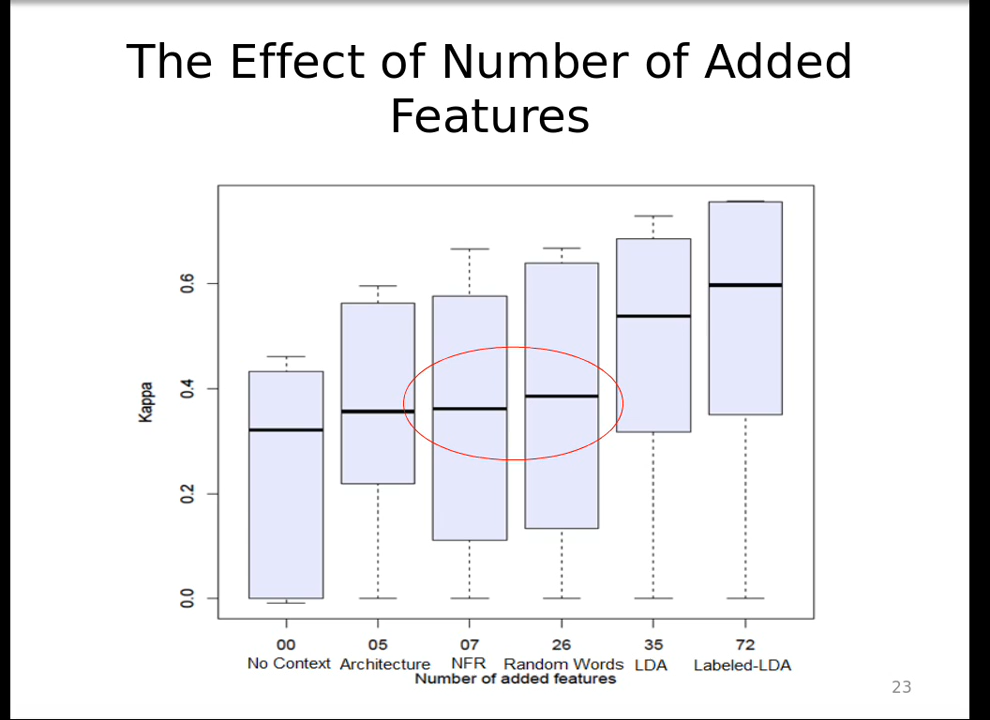 The Effect of Number of Added
Features
Kappa
0.6
0.4
0.2
0.0
00 05 07 26 35 72
No Context Architecture NFR Random Words LDA Labeled-LDA
Number of added features
23